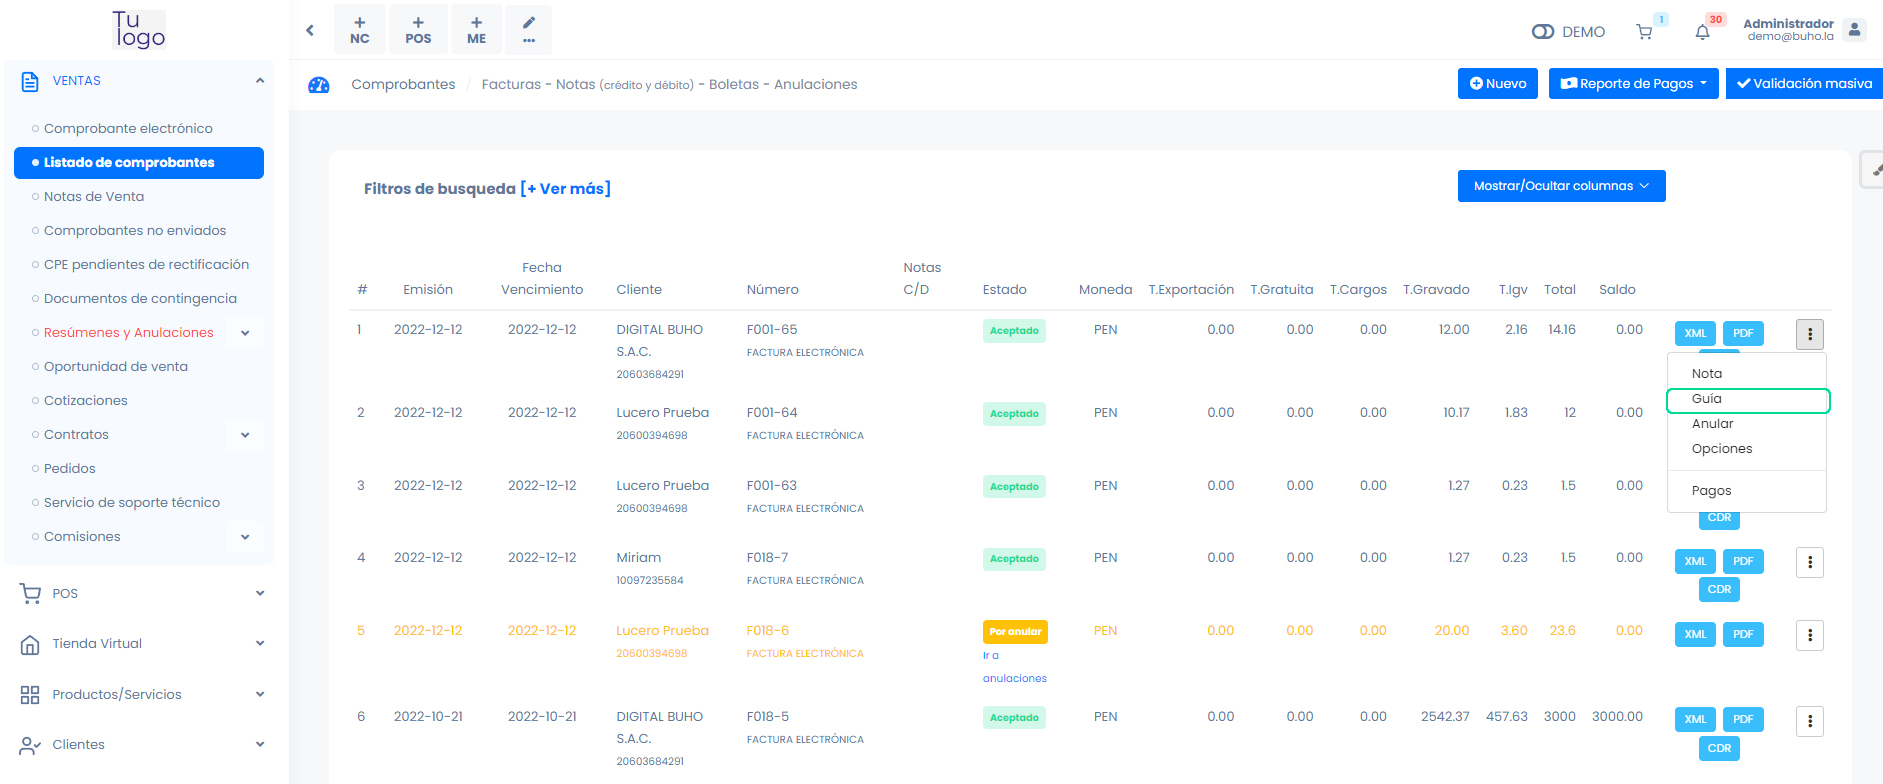 Tu
logo
VENTAS
Comprobante electrónico
Listado de comprobantes
Notas de Venta
Comprobantes no enviados
CPE pendientes de rectificación
Documentos de contingencia
Resúmenes y Anulaciones
Oportunidad de venta
Cotizaciones
Contratos
Pedidos
Servicio de soporte técnico
Comisiones
POS
Tienda Virtual
Productos/Servicios
Clientes
+ NC
+ POS
+ ME
...
DEMO
1
30
Administrador
demo@buho.la
Comprobantes / Facturas - Notas (crédito y débito) - Boletas - Anulaciones
Nuevo
Reporte de Pagos
Validación masiva
Filtros de busqueda [+ Ver más]
Mostrar/Ocultar columnas
# Emisión Fecha Vencimiento Cliente Número Notas C/D Estado Moneda T.Exportación T.Gratuita T.Cargos T.Gravado T.Igv Total Saldo
1 2022-12-12 2022-12-12 DIGITAL BUHO F001-65 Aceptado PEN 0.00 0.00 0.00 12.00 2.16 14.16 0.00 XML PDF
S.A.C. FACTURA ELECTRÓNICA
20603684291
Nota
Guía
Anular
Opciones
Pagos
2 2022-12-12 2022-12-12 Lucero Prueba F001-64 Aceptado PEN 0.00 0.00 0.00 10.17 1.83 12 0.00
20600394698 FACTURA ELECTRÓNICA
3 2022-12-12 2022-12-12 Lucero Prueba F001-63 Aceptado PEN 0.00 0.00 0.00 1.27 0.23 1.5 0.00
20600394698 FACTURA ELECTRÓNICA CDR
4 2022-12-12 2022-12-12 Miriam F018-7 Aceptado PEN 0.00 0.00 0.00 1.27 0.23 1.5 0.00 XML PDF
10097235584 FACTURA ELECTRÓNICA CDR
5 2022-12-12 2022-12-12 Lucero Prueba F018-6 Por anular PEN 0.00 0.00 0.00 20.00 3.60 23.6 0.00 XML PDF
20600394698 FACTURA ELECTRÓNICA Ir a
anulaciones
6 2022-10-21 2022-10-21 DIGITAL BUHO F018-5 Aceptado PEN 0.00 0.00 0.00 2542.37 457.63 3000 3000.00 XML PDF
S.A.C. FACTURA ELECTRÓNICA CDR
20603684291